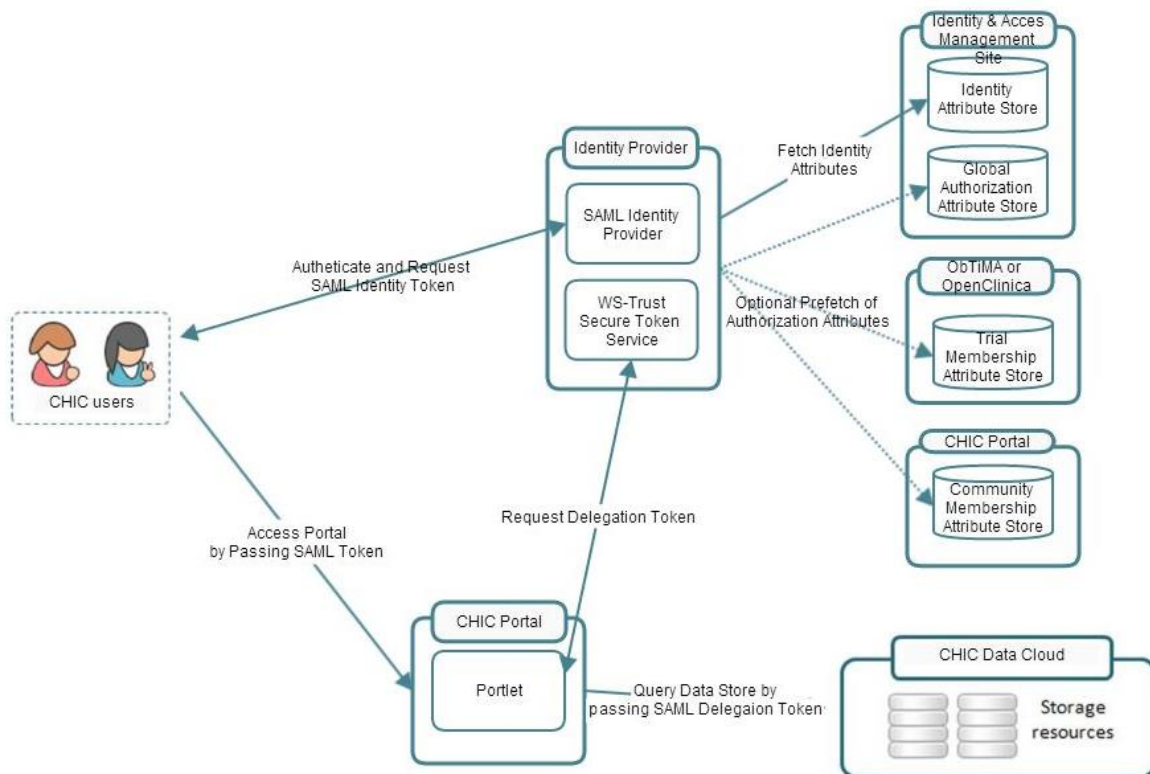 Identity & Acces
Management
Site
Identity
Attribute Store
Global
Authorization
Attribute Store
Identity Provider
SAML Identity
Provider
WS-Trust
Secure Token
Service
Fetch Identity
Attributes
Autheticate and Request
SAML Identity Token
ObTiMA or
OpenClinica
Optional Prefetch of
Authorization Attributes
Trial
Membership
Attribute Store
CHIC users
CHIC Portal
Community
Membership
Attribute Store
Request Delegation Token
Access Portal
by Passing SAML Token
CHIC Portal
Portlet
Query Data Store by
passing SAML Delegaion Token
CHIC Data Cloud
Storage
resources